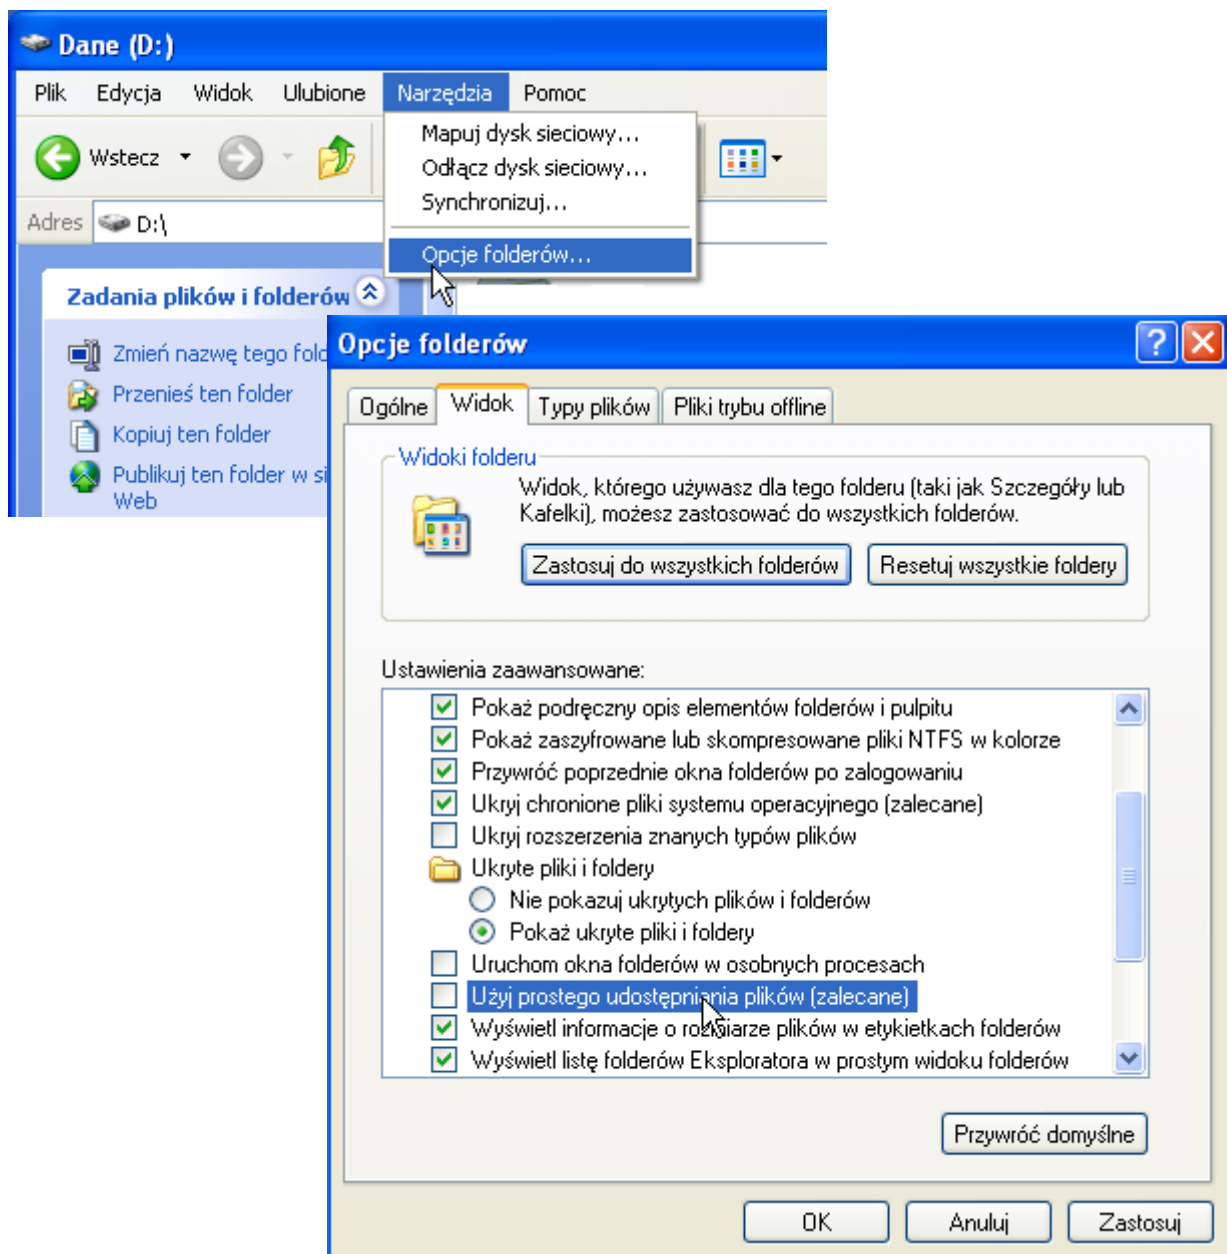 Dane (D:)
Plik Edycja Widok Ulubione Narzędzia Pomoc
Mapuj dysk sieciowy...
Odłącz dysk sieciowy...
Synchronizuj...
Opcje folderów...
Wstecz
Adres D:\
Zadania plików i folderów
Zmień nazwę tego fold
Przenieś ten folder
Kopiuj ten folder
Publikuj ten folder w si
Web
Opcje folderów
Ogólne Widok Typy plików Pliki trybu offline
Widoki folderu
Widok, którego używasz dla tego folderu (taki jak Szczegóły lub
Kafelki), możesz zastosować do wszystkich folderów.
Zastosuj do wszystkich folderów Resetuj wszystkie foldery
Ustawienia zaawansowane:
Pokaż podręczny opis elementów folderów i pulpitu
Pokaż zaszyfrowane lub skompresowane pliki NTFS w kolorze
Przywróć poprzednie okna folderów po zalogowaniu
Ukryj chronione pliki systemu operacyjnego (zalecane)
Ukryj rozszerzenia znanych typów plików
Ukryte pliki i foldery
Nie pokazuj ukrytych plików i folderów
Pokaż ukryte pliki i foldery
Uruchom okna folderów w osobnych procesach
Użyj prostego udostępniania plików (zalecane)
Wyświetl informacje o rozmiarze plików w etykietkach folderów
Wyświetl listę folderów Eksploratora w prostym widoku folderów
Przywróć domyślne
OK Anuluj Zastosuj